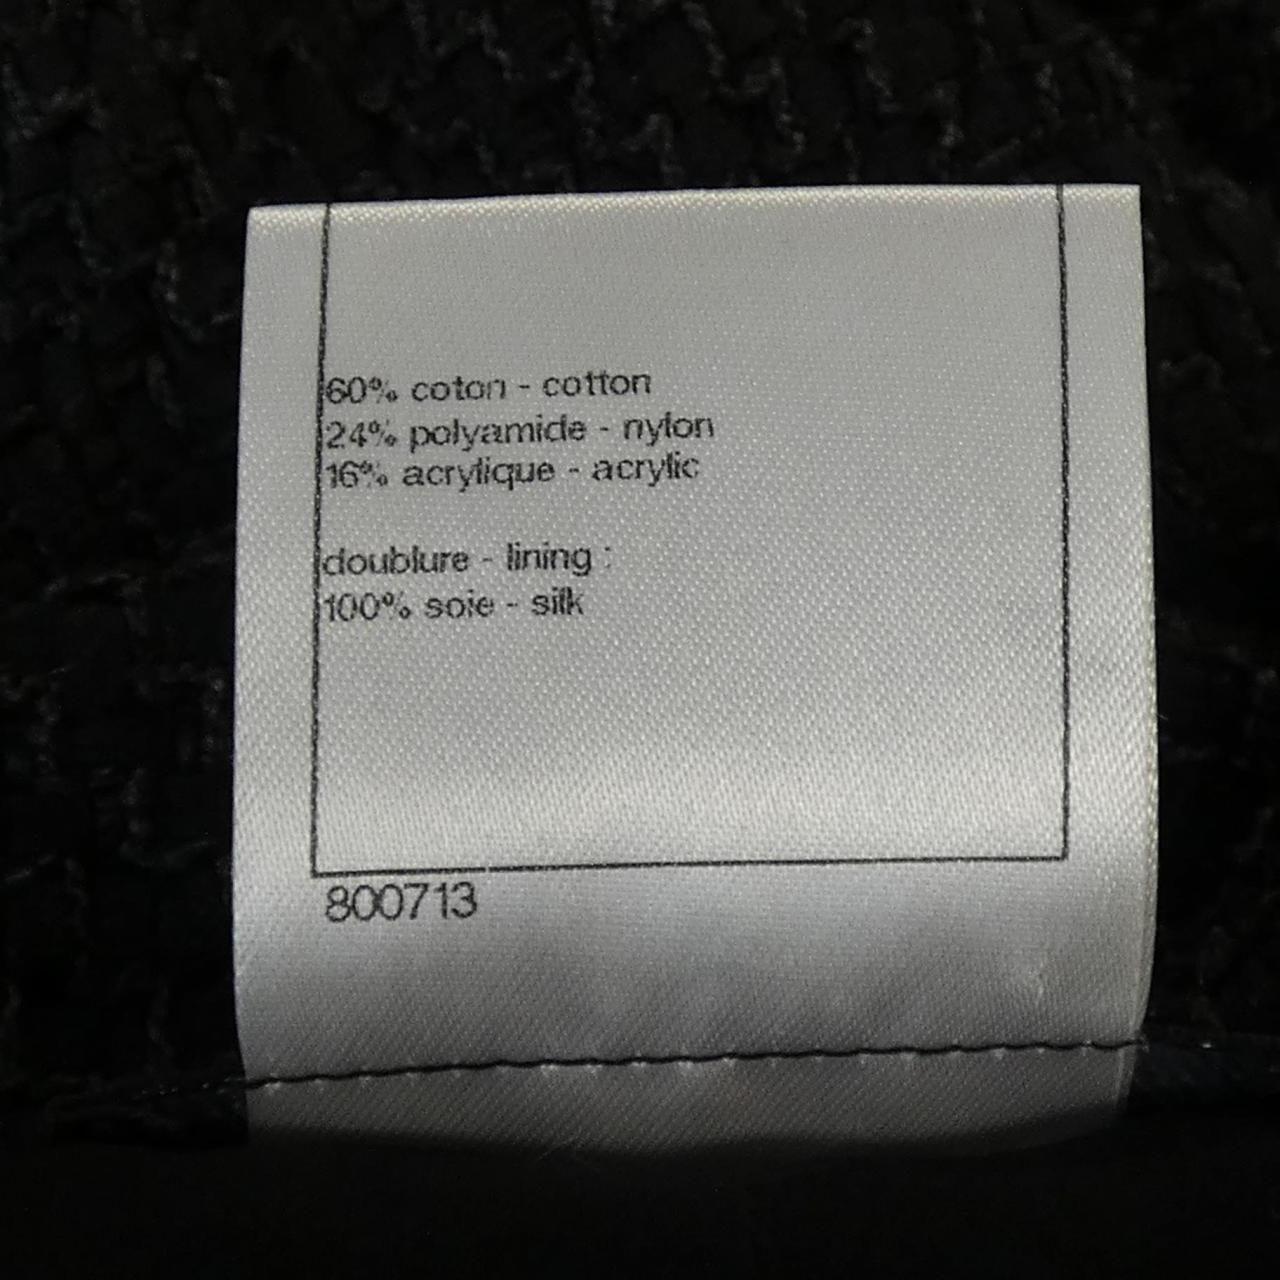 60% coton - cotton
24% polyamide - nylon
16% acrylique - acrylic
doublure - lining :
100% soie - silk
800713